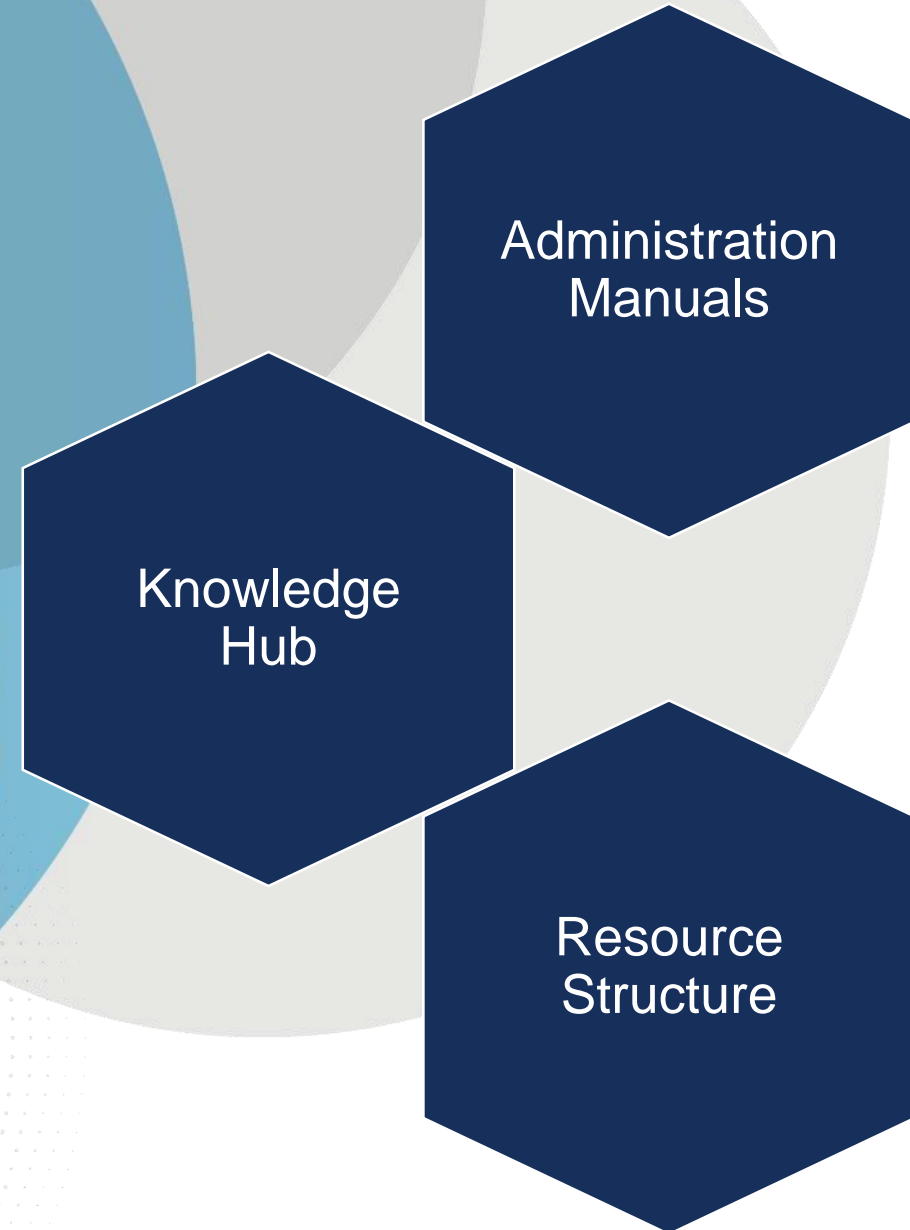 Administration
Manuals
Knowledge
Hub
Resource
Structure